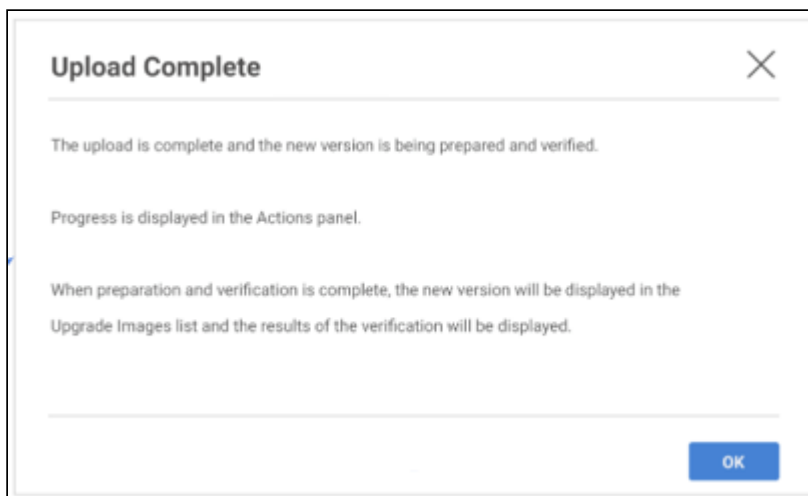 Upload Complete
The upload is complete and the new version is being prepared and verified.
Progress is displayed in the Actions panel.
When preparation and verification is complete, the new version will be displayed in the
Upgrade Images list and the results of the verification will be displayed.
OK